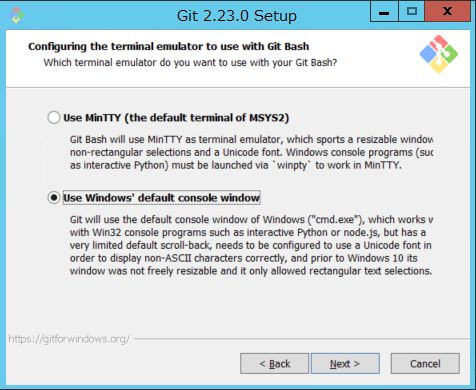 Git 2.23.0 Setup
Configuring the terminal emulator to use with Git Bash
Which terminal emulator do you want to use with your Git Bash?
Use MinTTY (the default terminal of MSYS2)
Git Bash will use MinTTY as terminal emulator, which sports a resizable window
non-rectangular selections and a Unicode font. Windows console programs (suc
as interactive Python) must be launched via `winpty` to work in MinTTY.
Use Windows' default console window
Git will use the default console window of Windows ("cmd.exe"), which works w
with Win32 console programs such as interactive Python or node.js, but has a
very limited default scroll-back, needs to be configured to use a Unicode font in
order to display non-ASCII characters correctly, and prior to Windows 10 its
window was not freely resizable and it only allowed rectangular text selections.
https://gitforwindows.org/
< Back
Next >
Cancel